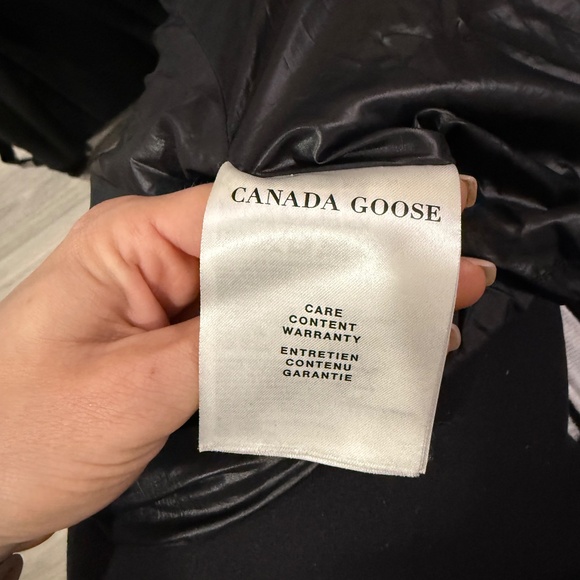 CANADA GOOSE
CARE
CONTENT
WARRANTY
ENTRETIEN
CONTENU
GARANTIE